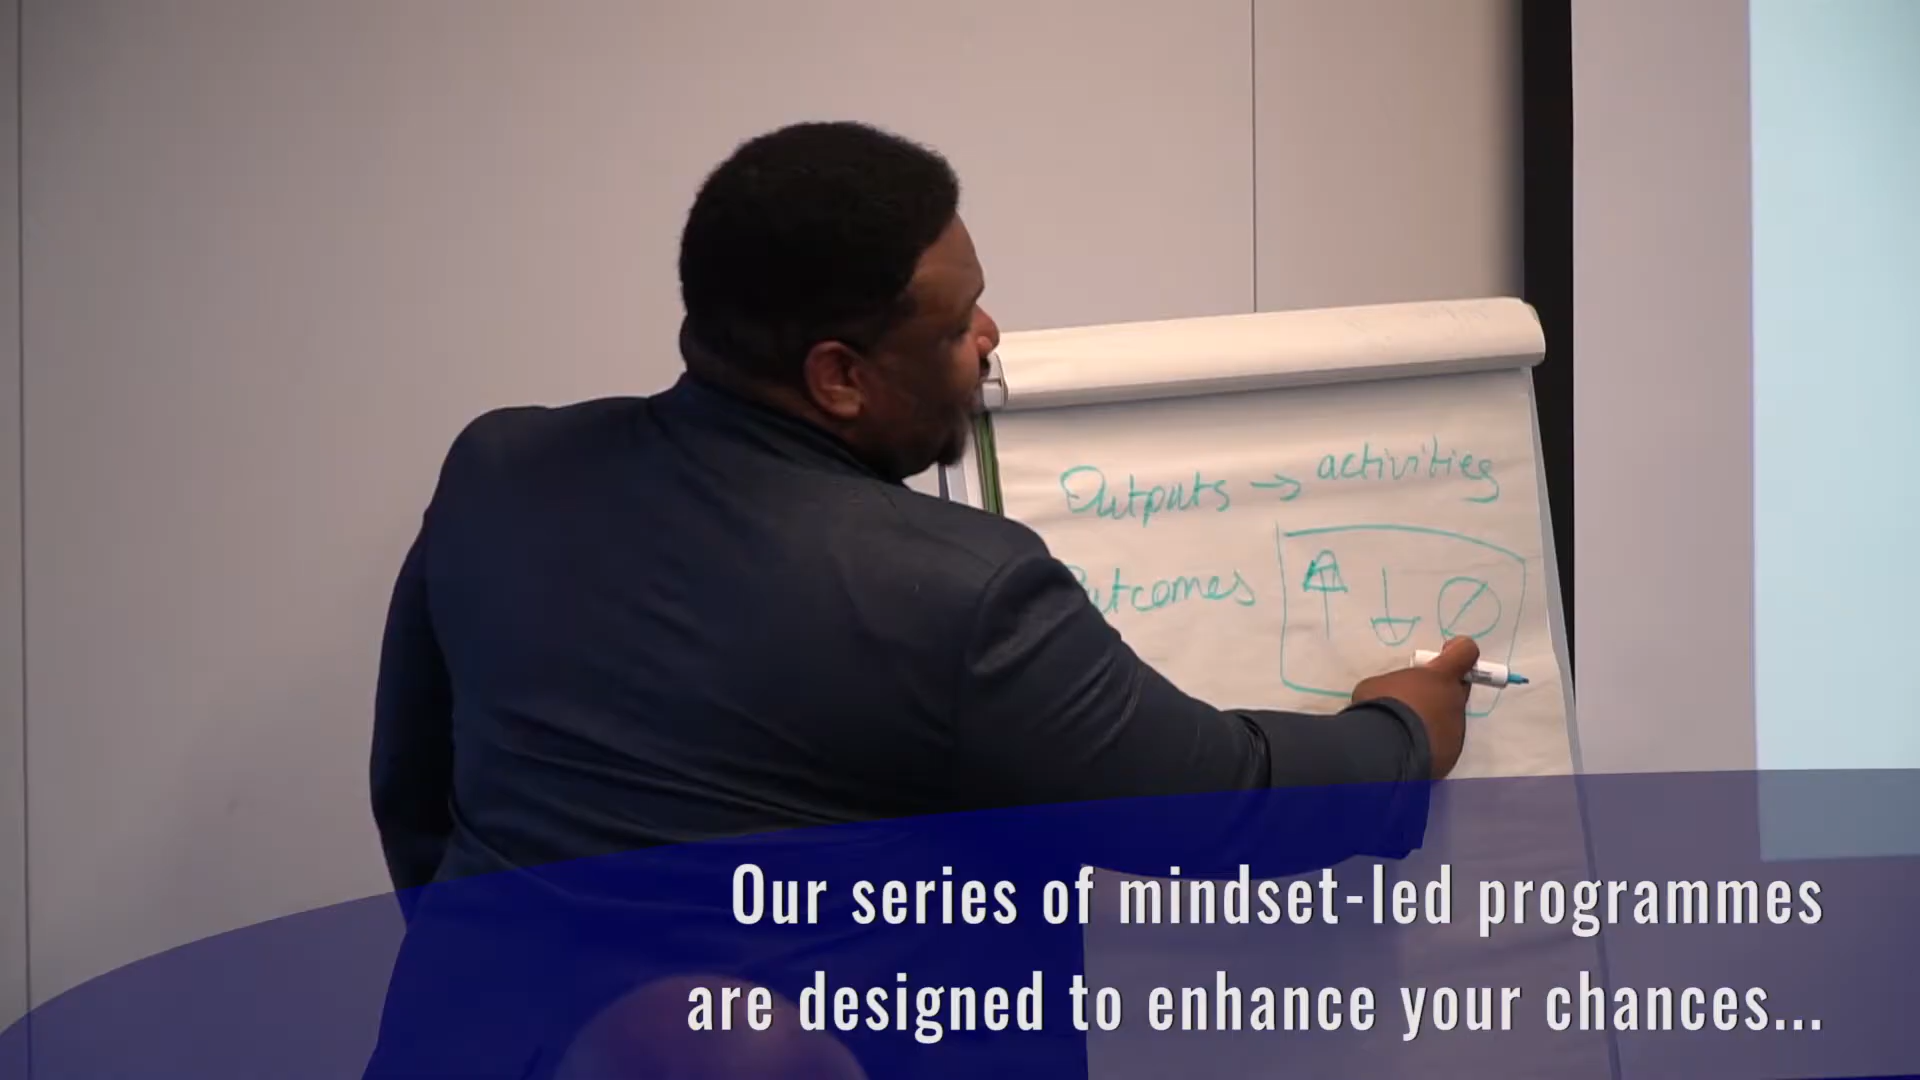 Outputs → activities
utcomes
Our series of mindset-led programmes
are designed to enhance your chances...